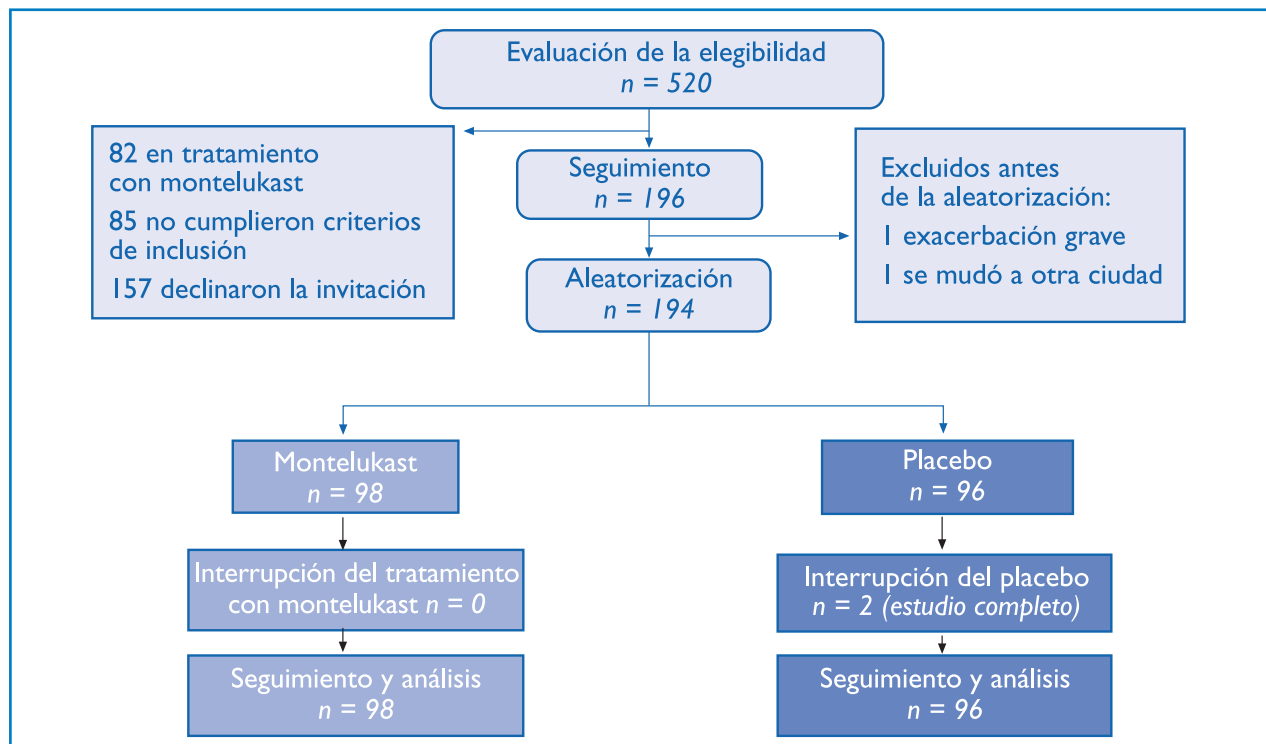 Evaluación de la elegibilidad
n = 520
82 en tratamiento
con montelukast
85 no cumplieron criterios
de inclusión
157 declinaron la invitación
Seguimiento
n = 196
Excluidos antes
de la aleatorización:
1 exacerbación grave
1 se mudó a otra ciudad
Aleatorización
n = 194
Montelukast
n = 98
Placebo
n = 96
Interrupción del tratamiento
con montelukast n = 0
Interrupción del placebo
n = 2 (estudio completo)
Seguimiento y análisis
n = 98
Seguimiento y análisis
n = 96